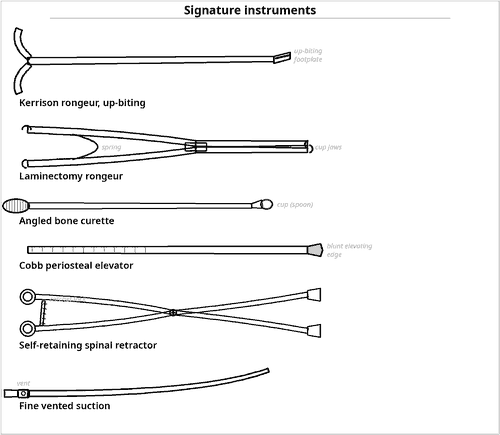 Signature instruments
up-biting
footplate
Kerrison rongeur, up-biting
spring
cup jaws
Laminectomy rongeur
cup (spoon)
Angled bone curette
blunt elevating
edge
Cobb periosteal elevator
Self-retaining spinal retractor
vent
Fine vented suction